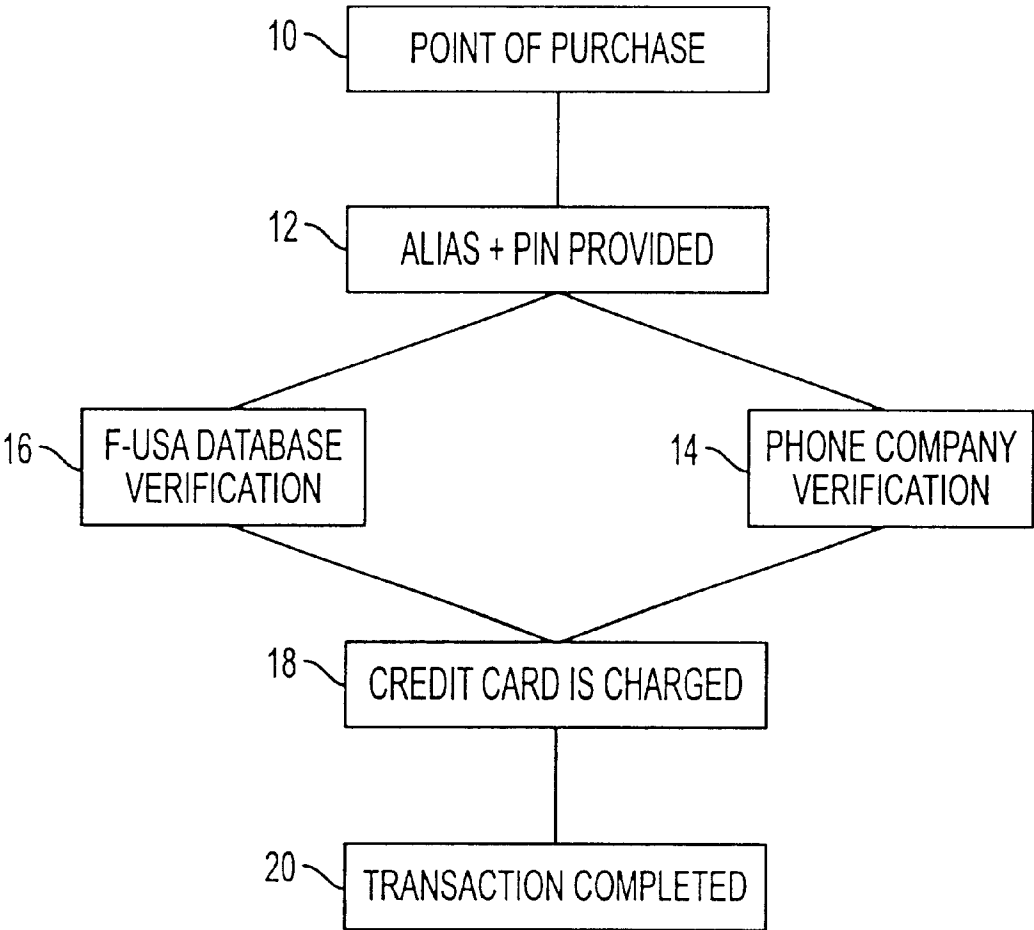 10 POINT OF PURCHASE
12 ALIAS + PIN PROVIDED
16 F-USA DATABASE
VERIFICATION
14 PHONE COMPANY
VERIFICATION
18 CREDIT CARD IS CHARGED
20 TRANSACTION COMPLETED